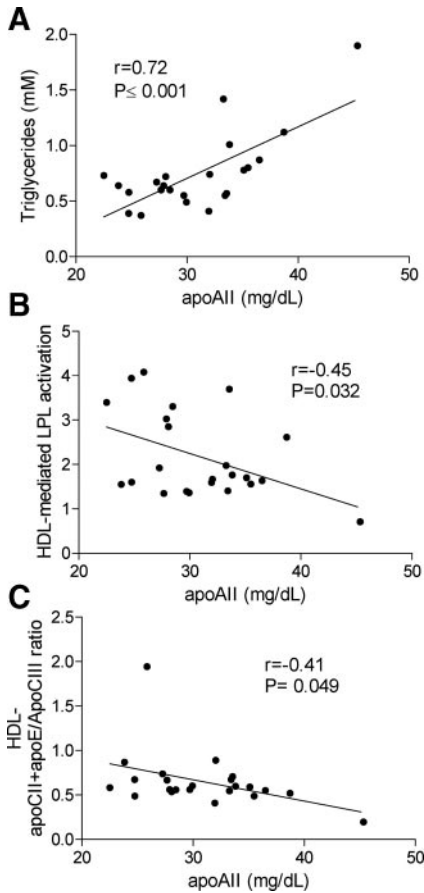 A
r=0.72
P≤ 0.001
Triglycerides (mM)
2.0
1.5
1.0
0.5
0.0
20 30 40 50
apoAII (mg/dL)
B
r=-0.45
P=0.032
HDL-mediated LPL activation
5
4
3
2
1
0
20 30 40 50
apoAII (mg/dL)
C
r=-0.41
P= 0.049
HDL-
apoCII+apoE/ApoCIII ratio
2.5
2.0
1.5
1.0
0.5
0.0
20 30 40 50
apoAII (mg/dL)